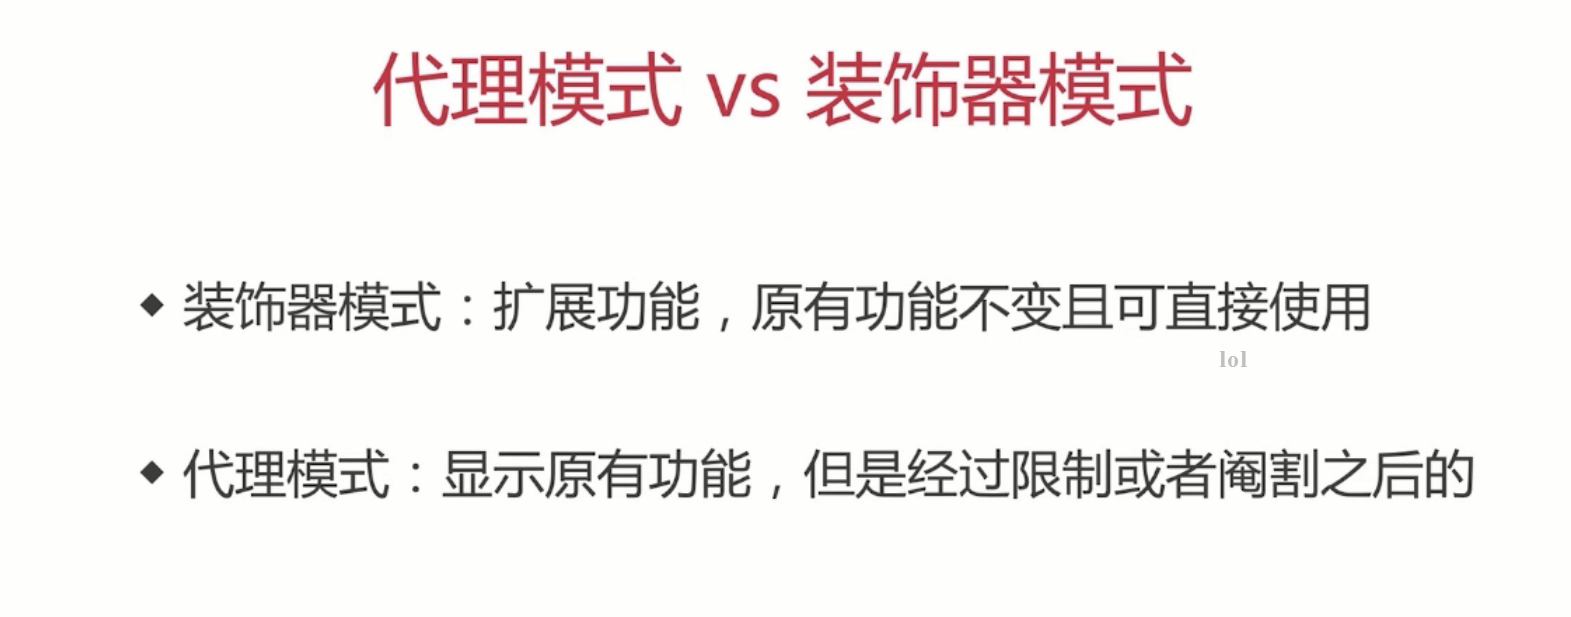 代理模式 vs 装饰器模式
◆ 装饰器模式：扩展功能，原有功能不变且可直接使用
lol
◆ 代理模式：显示原有功能，但是经过限制或者阉割之后的